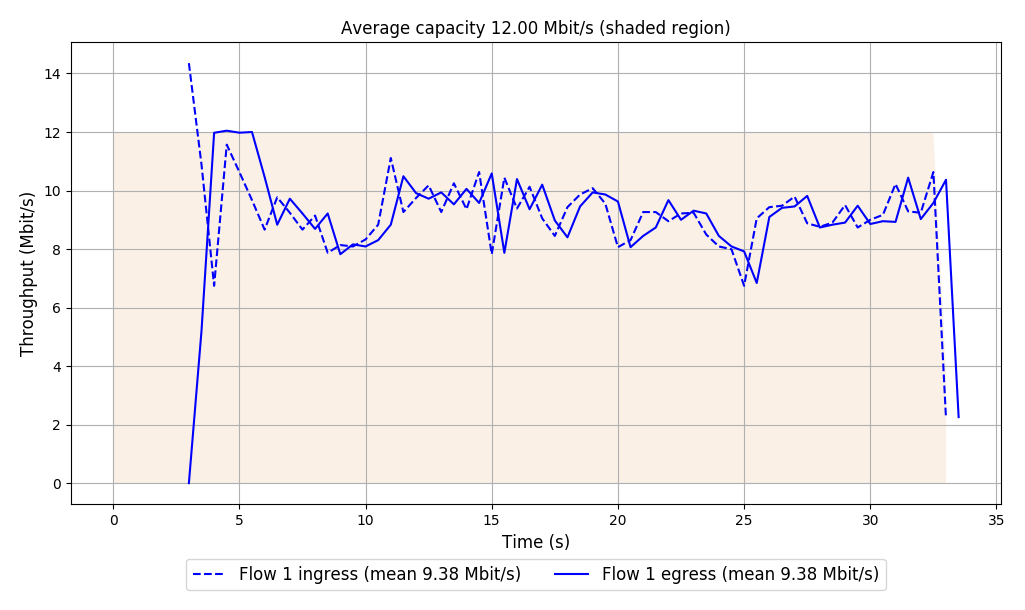 Average capacity 12.00 Mbit/s (shaded region)
Throughput (Mbit/s)
14
12
10
8
6
4
2
0
0 5 10 15 20 25 30 35
Time (s)
Flow 1 ingress (mean 9.38 Mbit/s) Flow 1 egress (mean 9.38 Mbit/s)